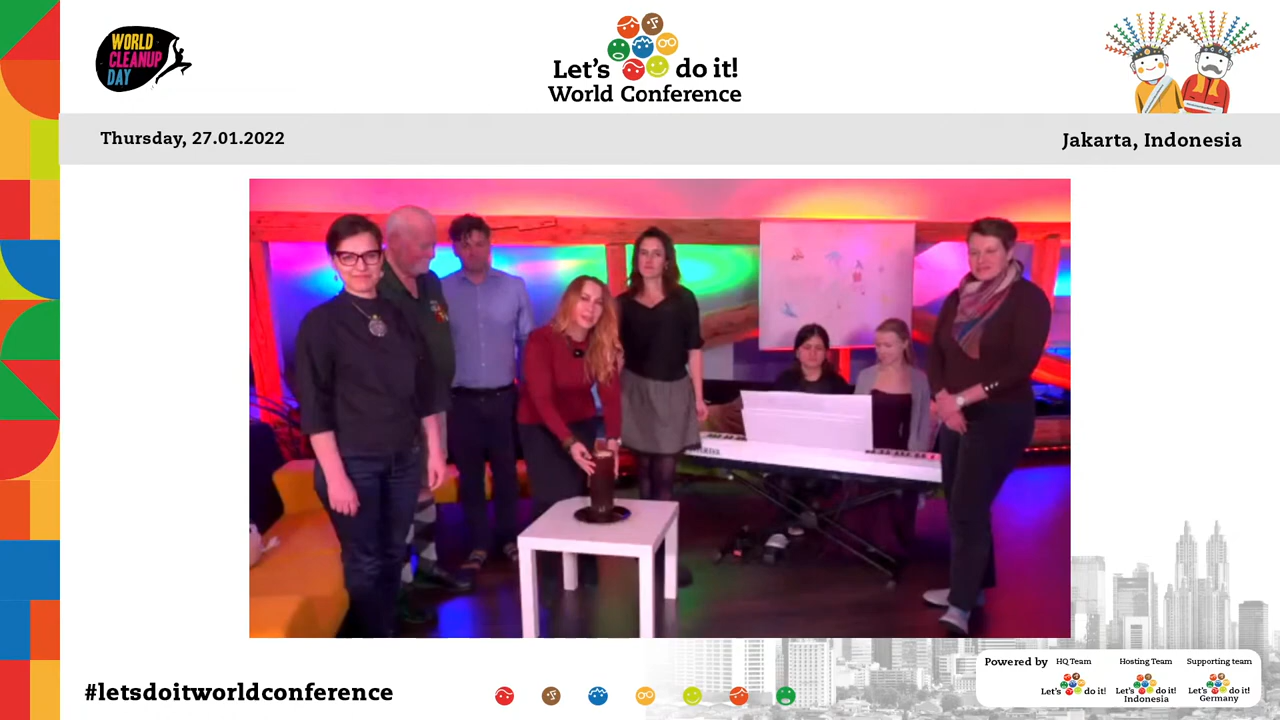 WORLD
CLEANUP
DAY
Let's do it!
World Conference
Thursday, 27.01.2022
Jakarta, Indonesia
#letsdoitworldconference
Powered by
HQ Team
Hosting Team
Supporting team
Let's do it!
Let's do it!
Indonesia
Let's do it!
Germany